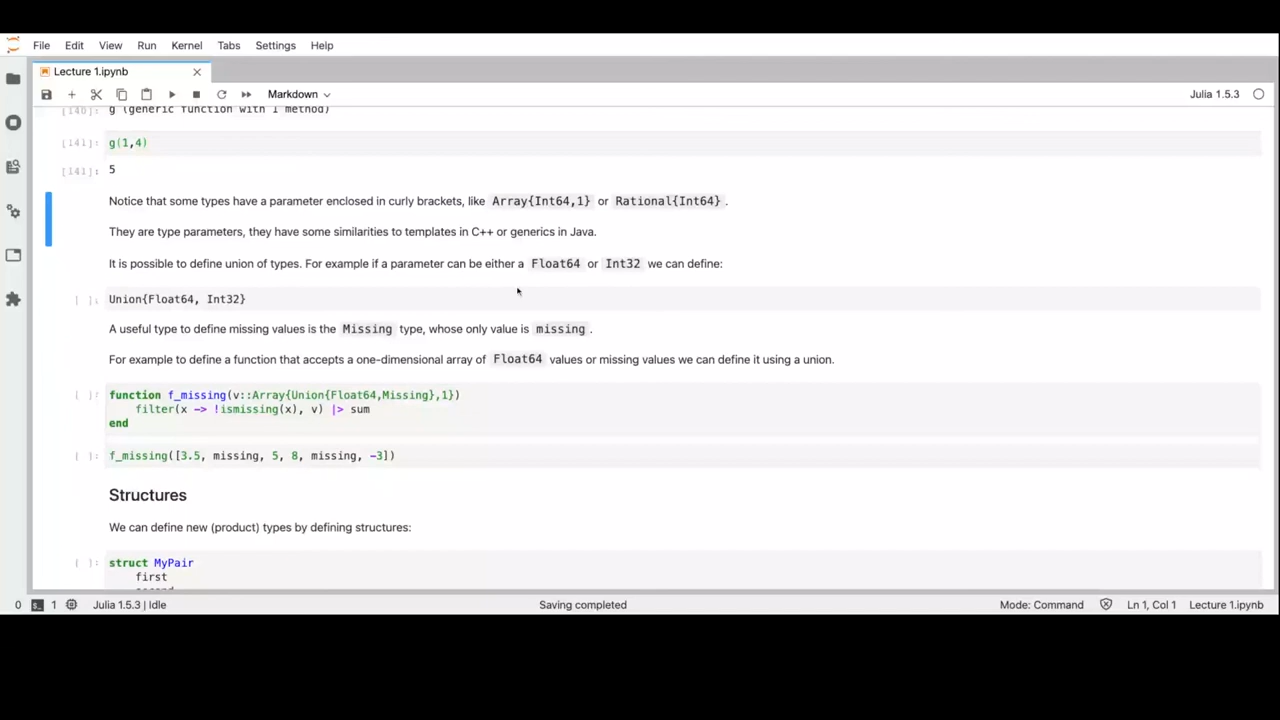 File Edit View Run Kernel Tabs Settings Help
Lecture 1.ipynb
Markdown
Julia 1.5.3
[140]: g (generic function with 1 method)
[141]: g(1,4)
[141]: 5
Notice that some types have a parameter enclosed in curly brackets, like Array{Int64,1} or Rational{Int64}.
They are type parameters, they have some similarities to templates in C++ or generics in Java.
It is possible to define union of types. For example if a parameter can be either a Float64 or Int32 we can define:
[ ]: Union{Float64, Int32}
A useful type to define missing values is the Missing type, whose only value is missing.
For example to define a function that accepts a one-dimensional array of Float64 values or missing values we can define it using a union.
[ ]: function f_missing(v::Array{Union{Float64,Missing},1})
filter(x -> !ismissing(x), v) |> sum
end
[ ]: f_missing([3.5, missing, 5, 8, missing, -3])
Structures
We can define new (product) types by defining structures:
[ ]: struct MyPair
first
0 1 Julia 1.5.3 | Idle Saving completed Mode: Command Ln 1, Col 1 Lecture 1.ipynb